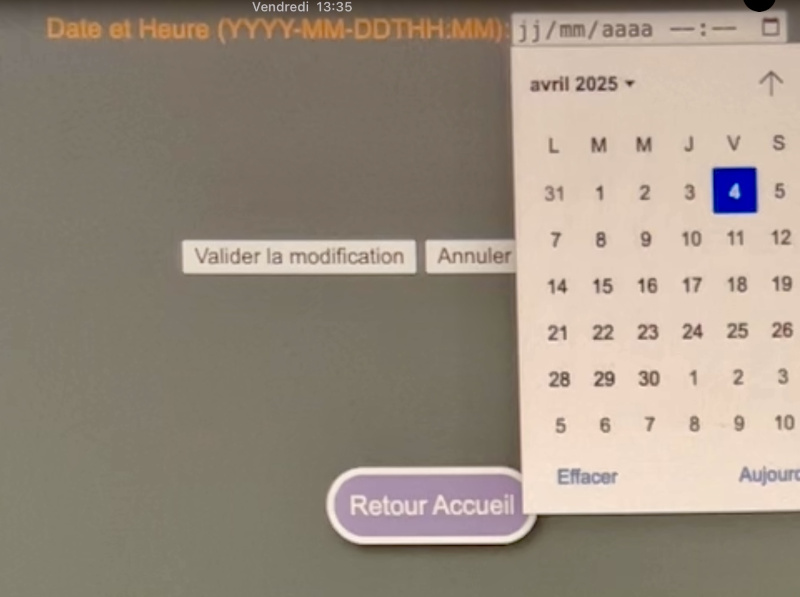 Vendredi 13:35
Date et Heure (YYYY-MM-DDTHH:MM):
jj/mm/aaaa --:--
avril 2025
L M M J V S
31 1 2 3 4 5
7 8 9 10 11 12
14 15 16 17 18 19
21 22 23 24 25 26
28 29 30 1 2 3
5 6 7 8 9 10
Effacer Aujourd
Valider la modification
Annuler
Retour Accueil